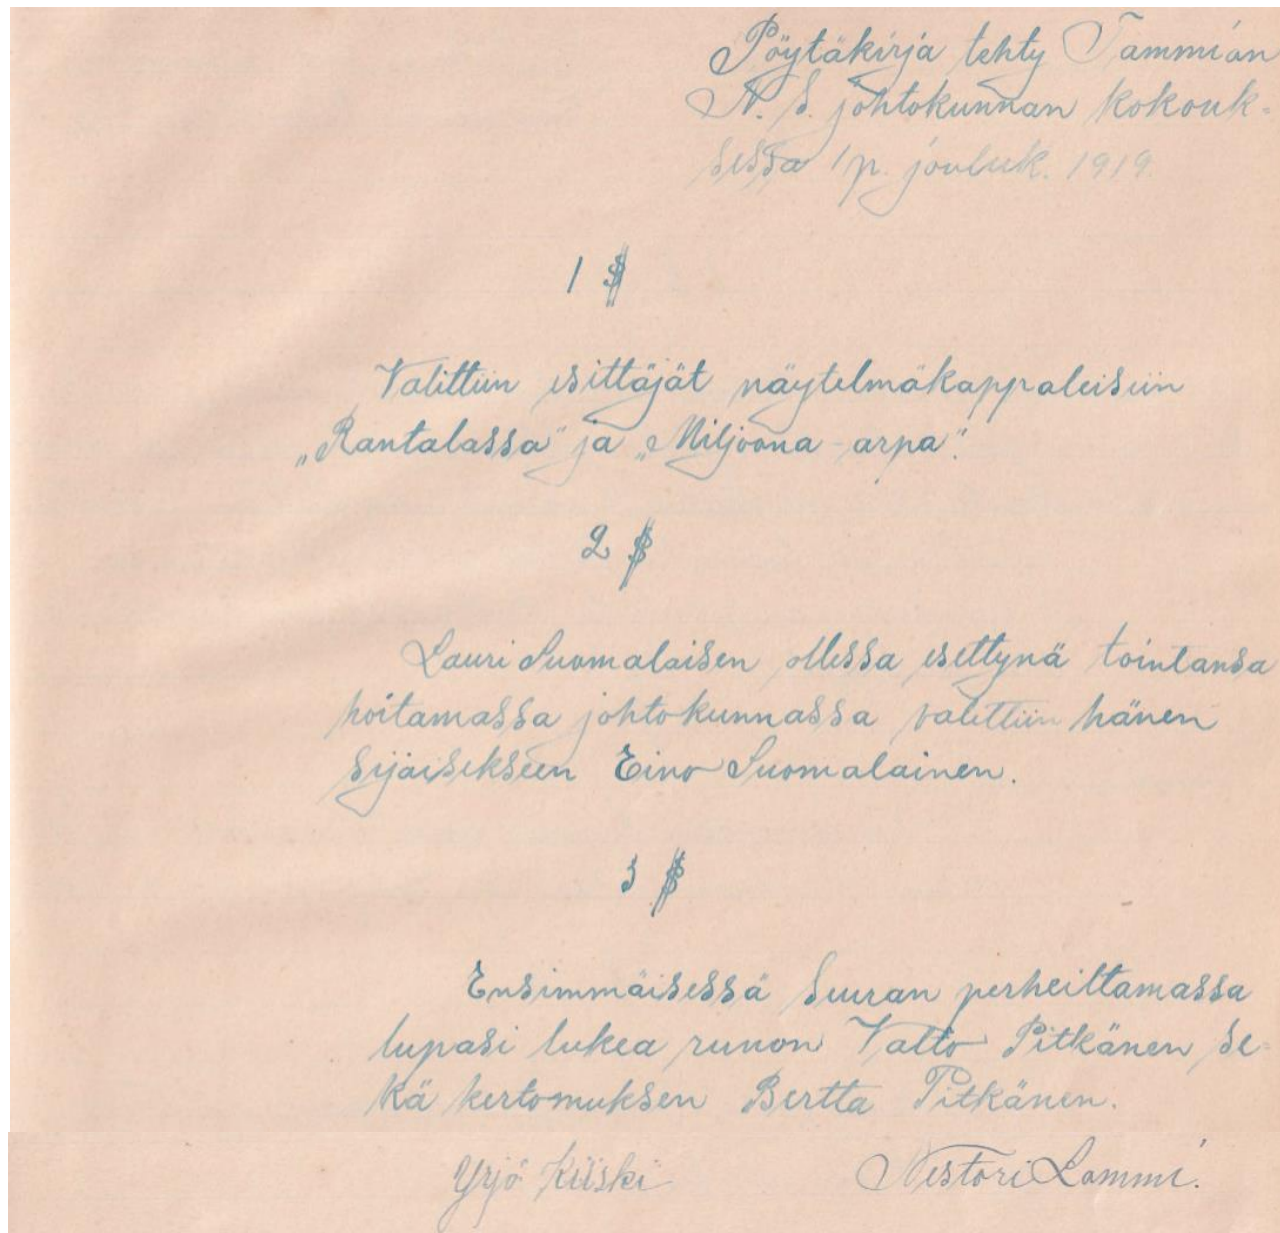 Pöytäkirja tehty Tammian
N. S. johtokunnan kokouk-
sessa 1 p. jouluk. 1919.
1 §
Valittiin esittäjät näytelmäkappaleisiin
„Rantalassa" ja „Miljoona-arpa".
2 §
Lauri Suomalaisen ollessa esettynä tointansa
hoitamassa johtokunnassa valittiin hänen
sijaisekseen Eino Suomalainen.
3 §
Ensimmäisessä Seuran perheiltamassa
lupasi lukea runon Valto Pitkänen se-
kä kertomuksen Bertta Pitkänen.
Yrjö Kiiski Nestori Lammi.